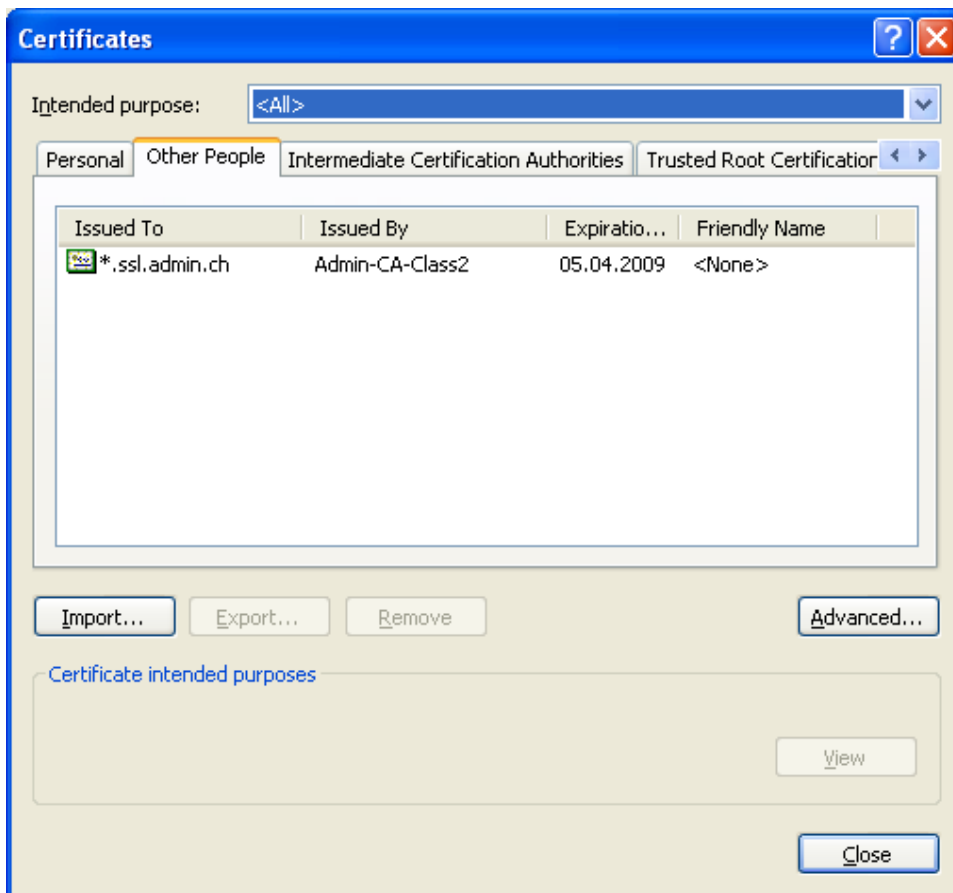 Certificates
Intended purpose: <All>
Personal Other People Intermediate Certification Authorities Trusted Root Certification
Issued To Issued By Expiratio... Friendly Name
*.ssl.admin.ch Admin-CA-Class2 05.04.2009 <None>
Import... Export... Remove Advanced...
Certificate intended purposes
View
Close